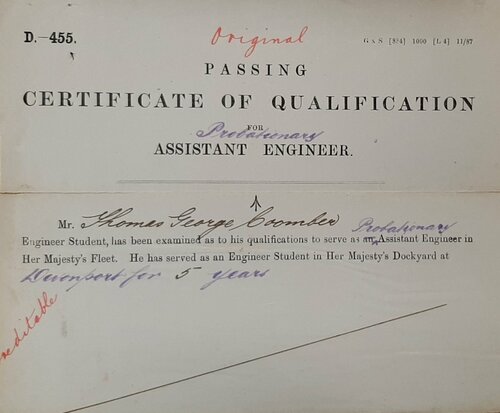 D.—455.
Original
G & S [884] 1000 [L 4] 11/87
PASSING
CERTIFICATE OF QUALIFICATION
FOR
Probationary
ASSISTANT ENGINEER.
Mr. Thomas George Coomber Probationary
Engineer Student, has been examined as to his qualifications to serve as an Assistant Engineer in
Her Majesty's Fleet. He has served as an Engineer Student in Her Majesty's Dockyard at
Devonport for 5 years
reditable